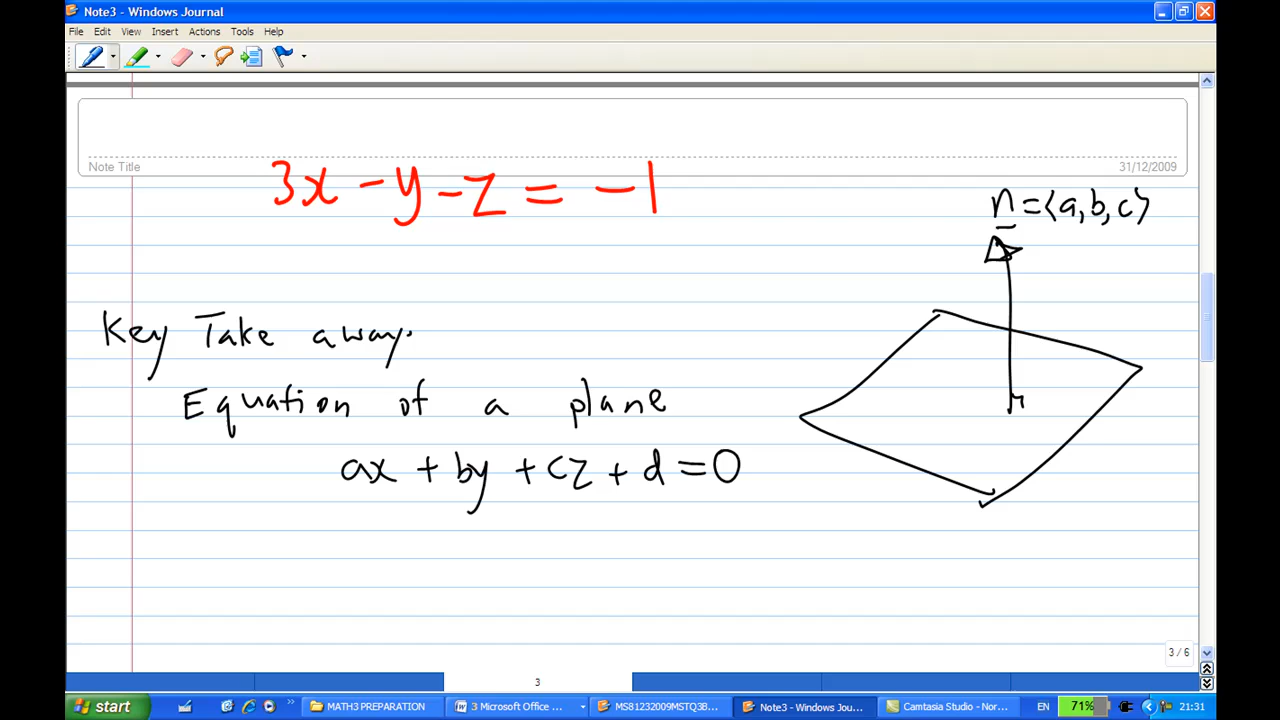 Note3 - Windows Journal
File Edit View Insert Actions Tools Help
Note Title
31/12/2009
3x - y - z = -1
n = ⟨a, b, c⟩
Key Take away.
Equation of a plane
ax + by + cz + d = 0
3 / 6
3
start
MATH3 PREPARATION
3 Microsoft Office ...
MS81232009MSTQ3B...
Note3 - Windows Jou...
Camtasia Studio - Nor...
EN
71%
21:31